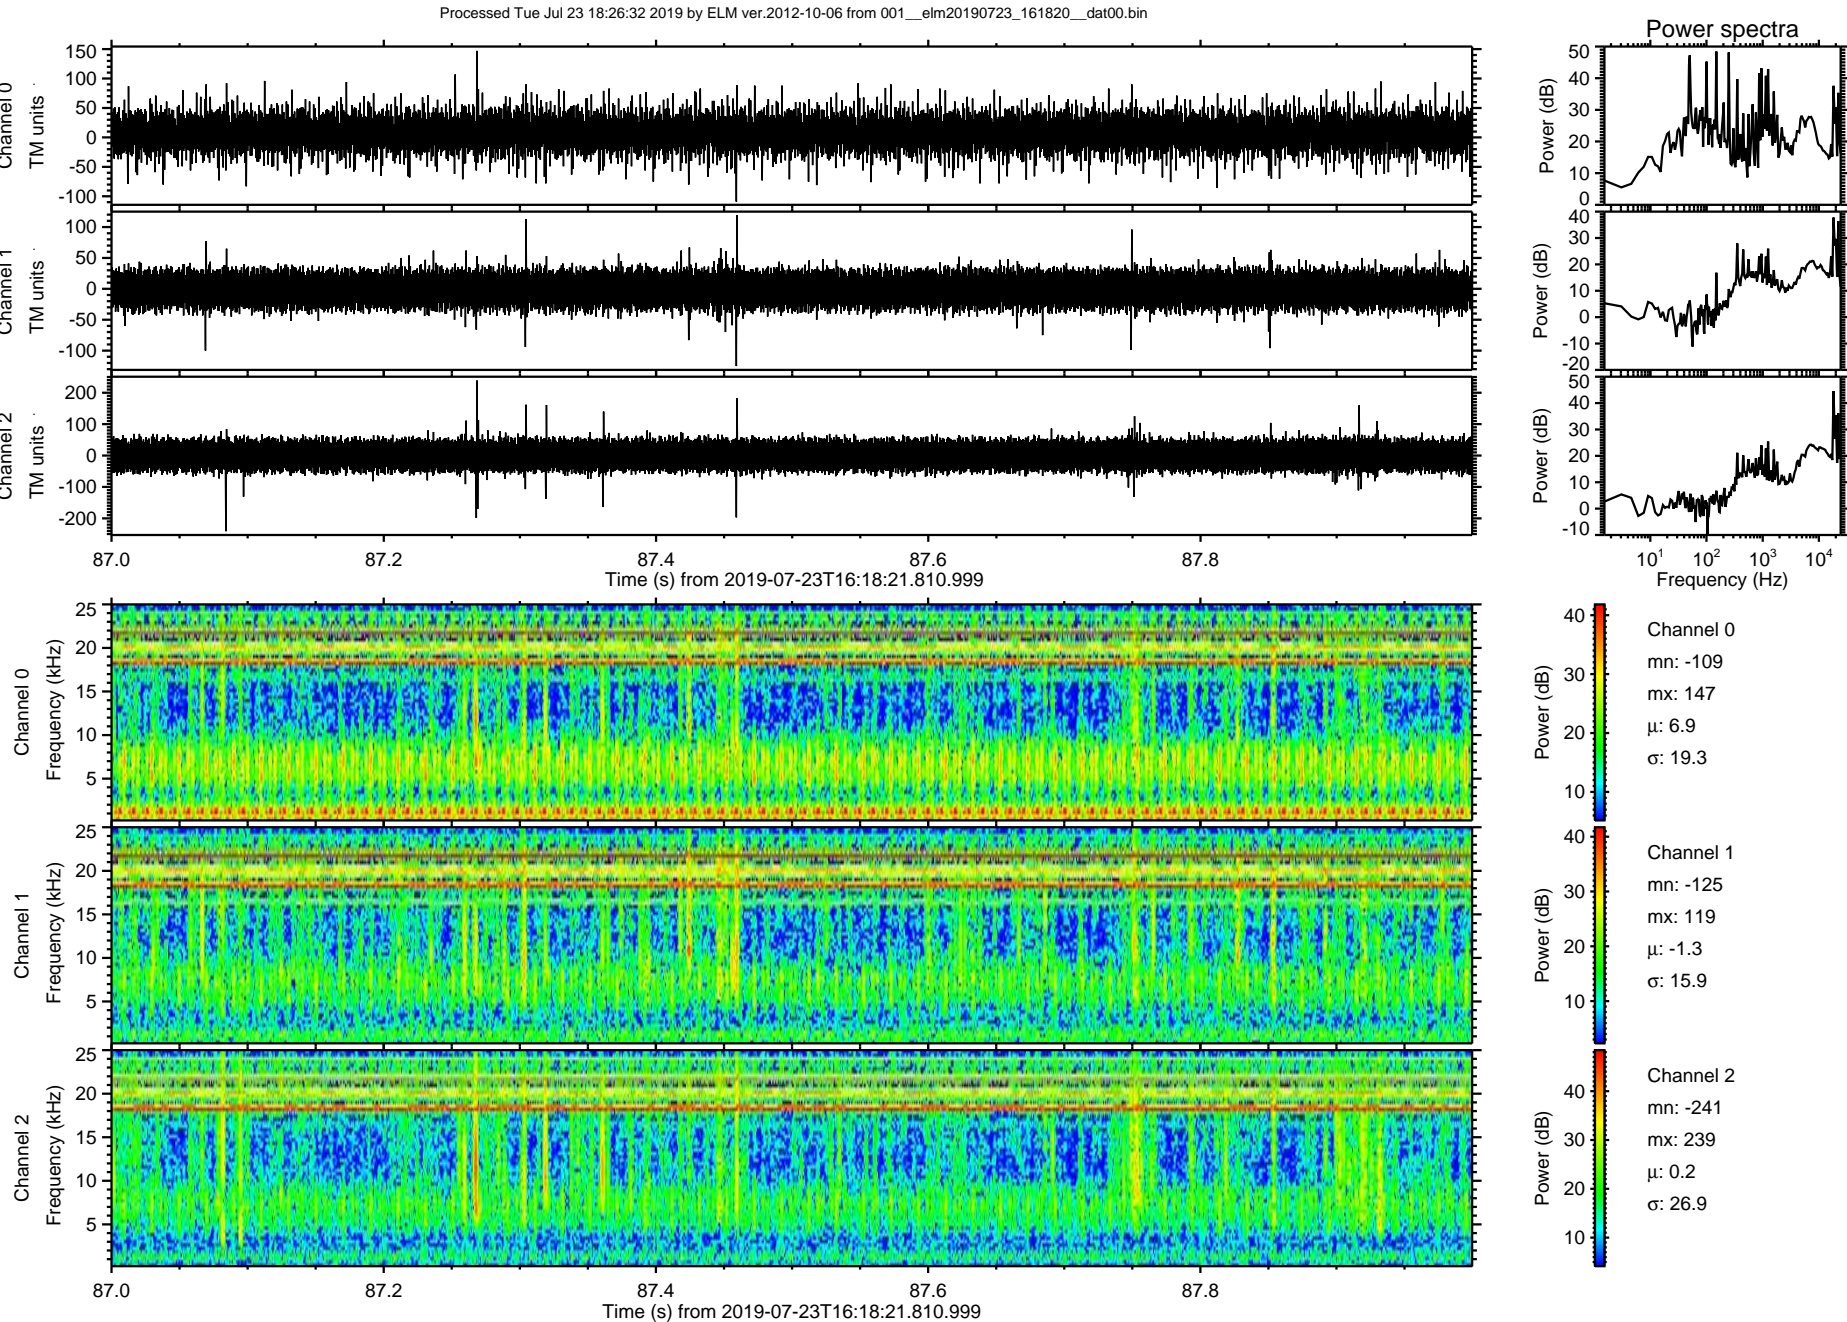 Processed Tue Jul 23 18:26:32 2019 by ELM ver.2012-10-06 from 001__elm20190723_161820__dat00.bin
Power spectra
Channel 0
TM units
150
100
50
0
-50
-100
Power (dB)
50
40
30
20
10
0
Channel 1
TM units
100
50
0
-50
-100
Power (dB)
40
30
20
10
0
-10
-20
Channel 2
TM units
200
100
0
-100
-200
Power (dB)
50
40
30
20
10
0
-10
87.0 87.2 87.4 87.6 87.8
Time (s) from 2019-07-23T16:18:21.810.999
10¹ 10² 10³ 10⁴
Frequency (Hz)
Channel 0
Frequency (kHz)
25
20
15
10
5
Power (dB)
40
30
20
10
Channel 0
mn: -109
mx: 147
μ: 6.9
σ: 19.3
Channel 1
Frequency (kHz)
25
20
15
10
5
Power (dB)
40
30
20
10
Channel 1
mn: -125
mx: 119
μ: -1.3
σ: 15.9
Channel 2
Frequency (kHz)
25
20
15
10
5
Power (dB)
40
30
20
10
Channel 2
mn: -241
mx: 239
μ: 0.2
σ: 26.9
87.0 87.2 87.4 87.6 87.8
Time (s) from 2019-07-23T16:18:21.810.999